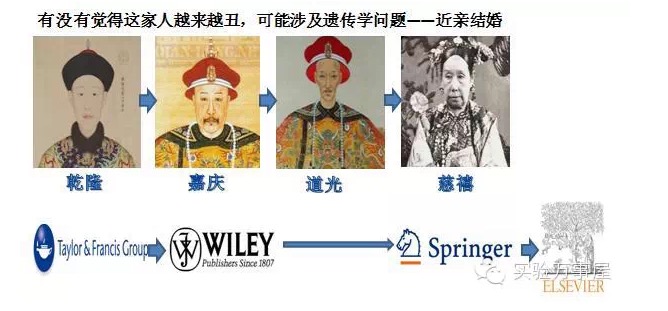 有没有觉得这家人越来越丑，可能涉及遗传学问题——近亲结婚
乾隆
嘉庆
道光
慈禧
Taylor & Francis Group
WILEY
Publishers Since 1807
Springer
ELSEVIER
实验万事屋